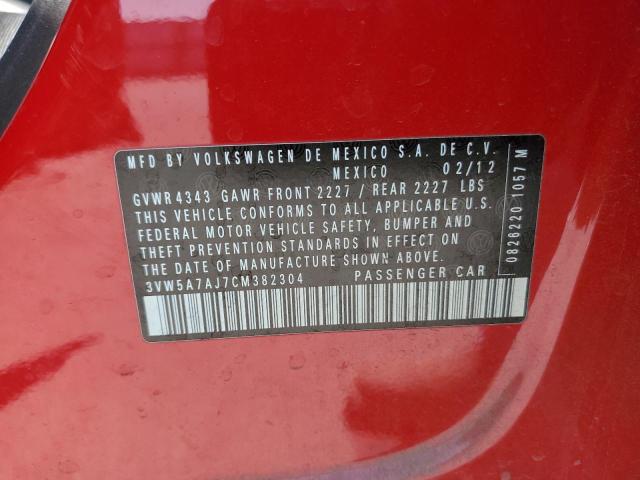 MFD BY VOLKSWAGEN DE MEXICO S.A. DE C.V.
MEXICO 02/12
GVWR 4343 GAWR FRONT 2227 / REAR 2227 LBS
THIS VEHICLE CONFORMS TO ALL APPLICABLE U.S.
FEDERAL MOTOR VEHICLE SAFETY, BUMPER AND
THEFT PREVENTION STANDARDS IN EFFECT ON
THE DATE OF MANUFACTURE SHOWN ABOVE.
3VW5A7AJ7CM382304 PASSENGER CAR
0826220 1057 M